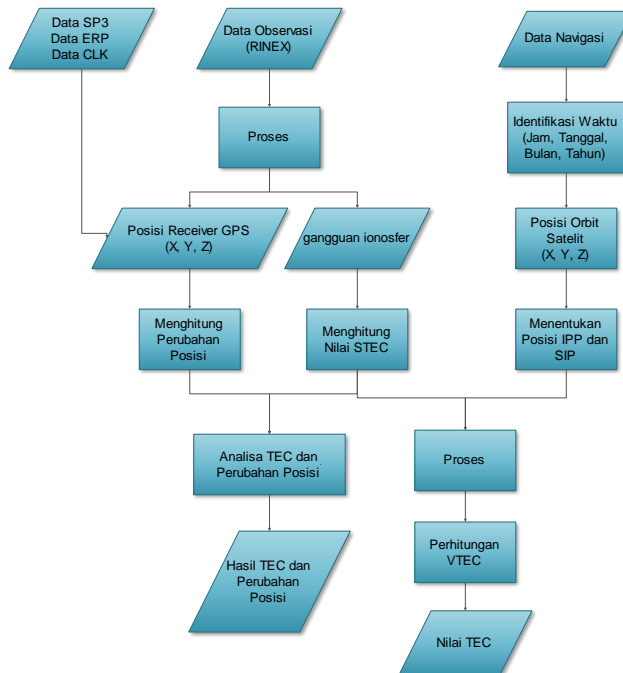 Data SP3
Data ERP
Data CLK
Data Observasi
(RINEX)
Data Navigasi
Proses
Identifikasi Waktu
(Jam, Tanggal,
Bulan, Tahun)
Posisi Receiver GPS
(X, Y, Z)
gangguan ionosfer
Posisi Orbit
Satelit
(X, Y, Z)
Menghitung
Perubahan
Posisi
Menghitung
Nilai STEC
Menentukan
Posisi IPP dan
SIP
Analisa TEC dan
Perubahan Posisi
Proses
Hasil TEC dan
Perubahan
Posisi
Perhitungan
VTEC
Nilai TEC